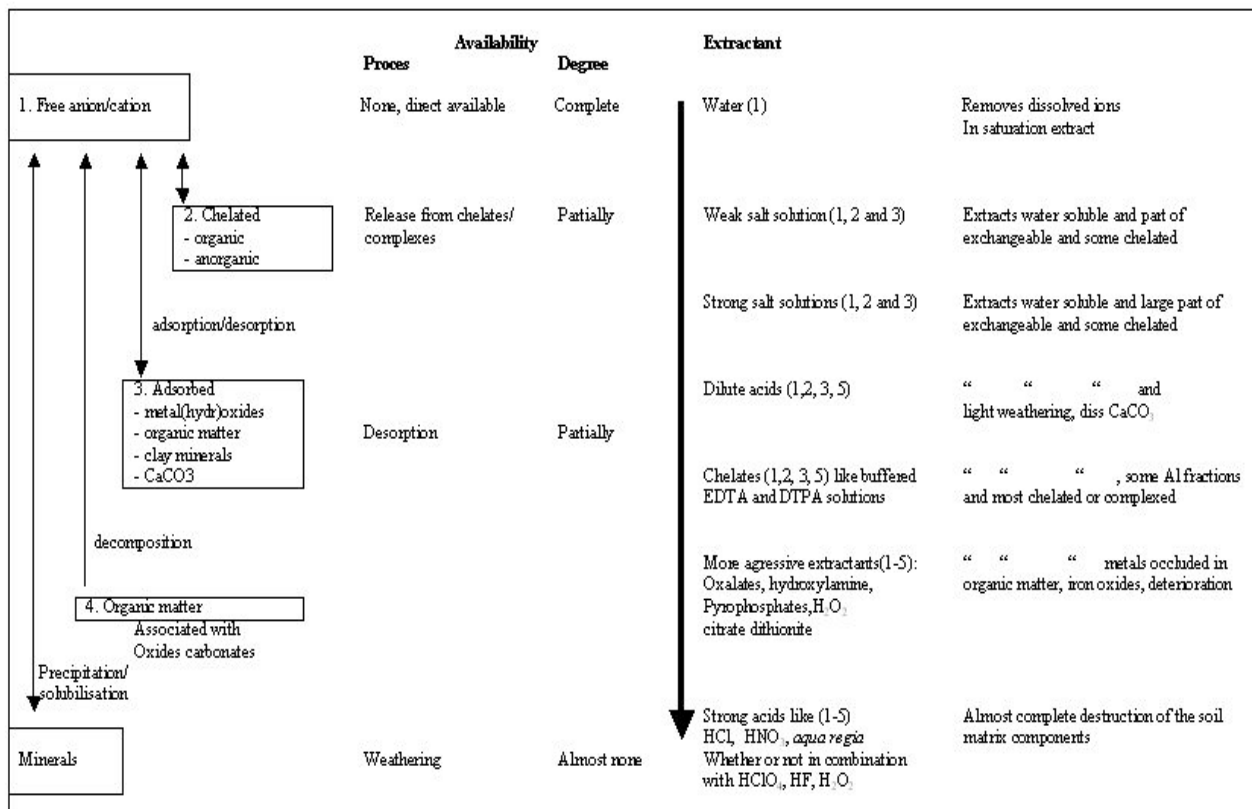 Availability
Extractant
Proces
Degree
1. Free anion/cation
None, direct available
Complete
Water (1)
Removes dissolved ions
In saturation extract
2. Chelated
- organic
- anorganic
Release from chelates/
complexes
Partially
Weak salt solution (1, 2 and 3)
Extracts water soluble and part of
exchangeable and some chelated
adsorption/desorption
Strong salt solutions (1, 2 and 3)
Extracts water soluble and large part of
exchangeable and some chelated
3. Adsorbed
- metal(hydr)oxides
- organic matter
- clay minerals
- CaCO3
Desorption
Partially
Dilute acids (1,2, 3, 5)
“ “ “ and
light weathering, diss CaCO₃
Chelates (1,2, 3, 5) like buffered
EDTA and DTPA solutions
“ “ “ , some Al fractions
and most chelated or complexed
decomposition
4. Organic matter
Associated with
Oxides carbonates
More agressive extractants(1-5):
Oxalates, hydroxylamine,
Pyrophosphates,H₂O₂
citrate dithionite
“ “ “ metals occluded in
organic matter, iron oxides, deterioration
Precipitation/
solubilisation
Minerals
Weathering
Almost none
Strong acids like (1-5)
HCl, HNO₃, aqua regia
Whether or not in combination
with HClO₄, HF, H₂O₂
Almost complete destruction of the soil
matrix components